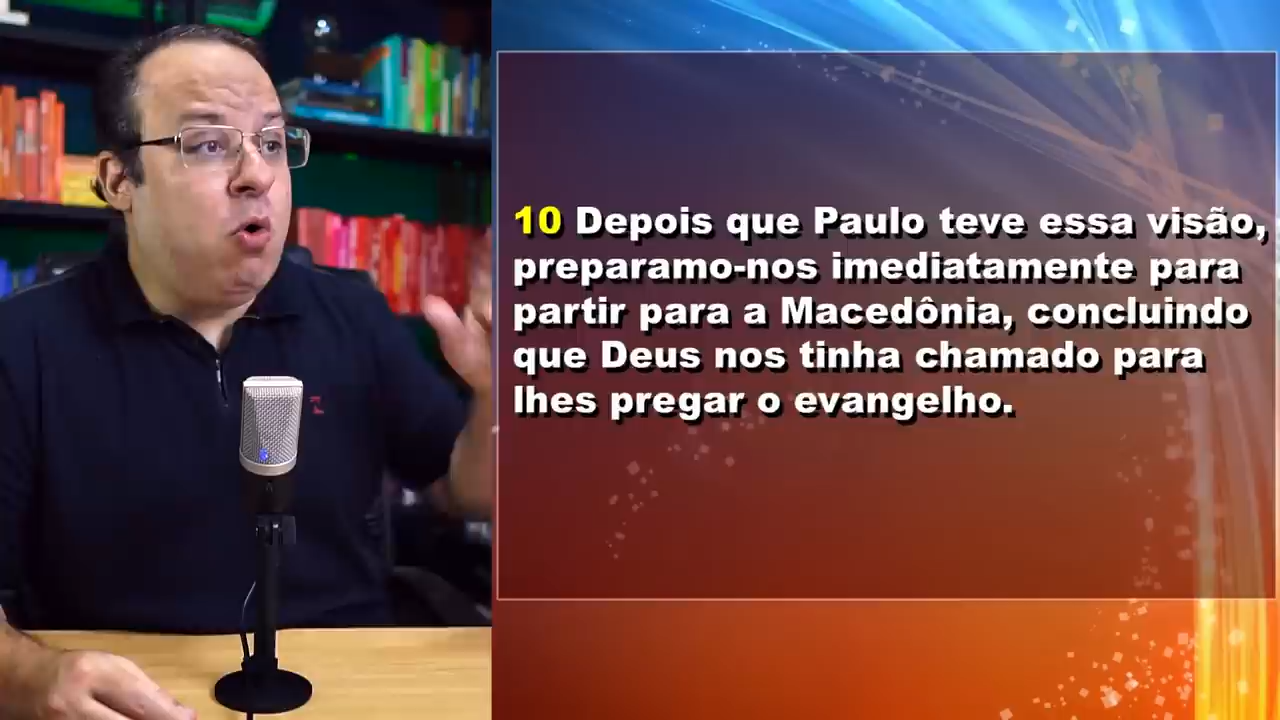 10 Depois que Paulo teve essa visão,
preparamo-nos imediatamente para
partir para a Macedônia, concluindo
que Deus nos tinha chamado para
lhes pregar o evangelho.